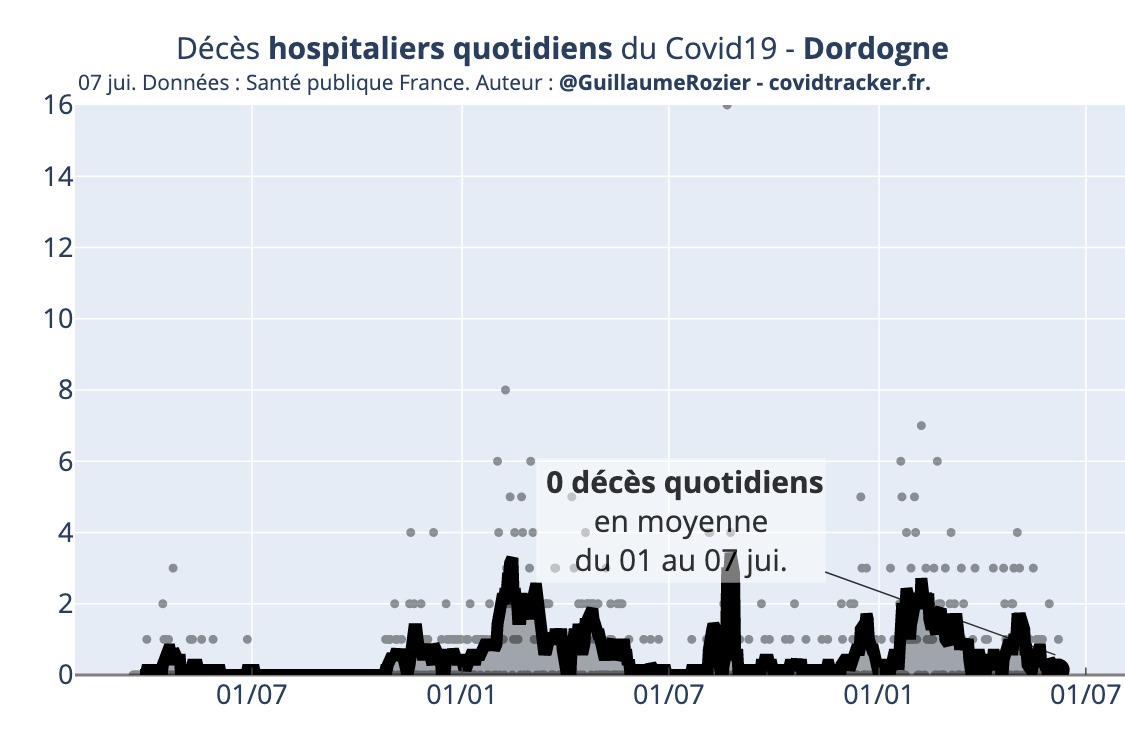 Décès hospitaliers quotidiens du Covid19 - Dordogne
07 jui. Données : Santé publique France. Auteur : @GuillaumeRozier - covidtracker.fr.
16
14
12
10
8
6
0 décès quotidiens
en moyenne
4
du 01 au 07 jui.
2
0
01/07 01/01 01/07 01/01 01/07